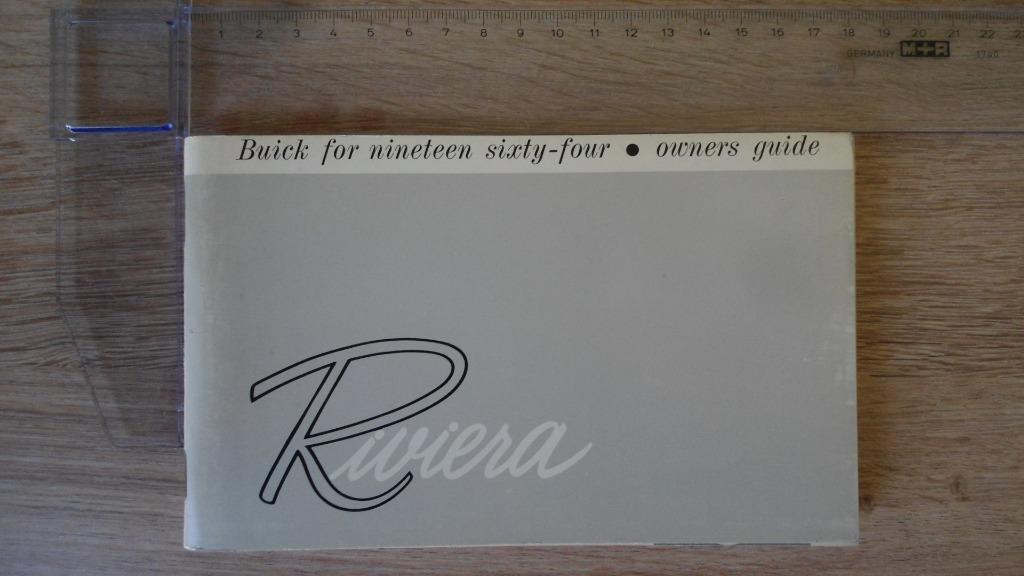 1 2 3 4 5 6 7 8 9 10 11 12 13 14 15 16 17 18 19 20 21 22
GERMANY M+R 1740
Buick for nineteen sixty-four • owners guide
Riviera